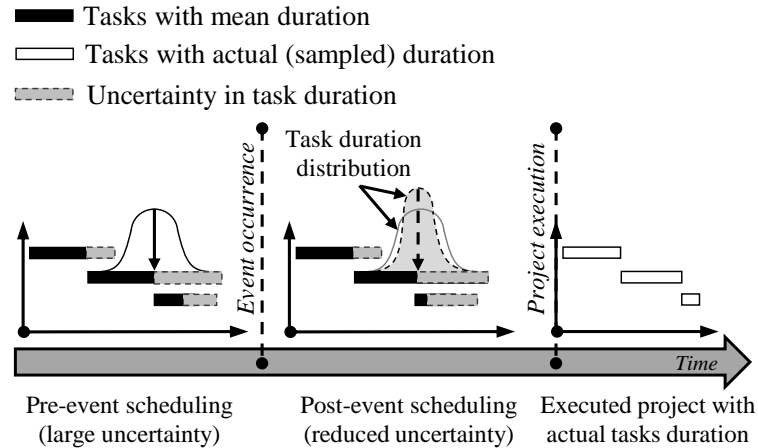 Tasks with mean duration
Tasks with actual (sampled) duration
Uncertainty in task duration
Event occurrence
Task duration
distribution
Project execution
Time
Pre-event scheduling
(large uncertainty)
Post-event scheduling
(reduced uncertainty)
Executed project with
actual tasks duration